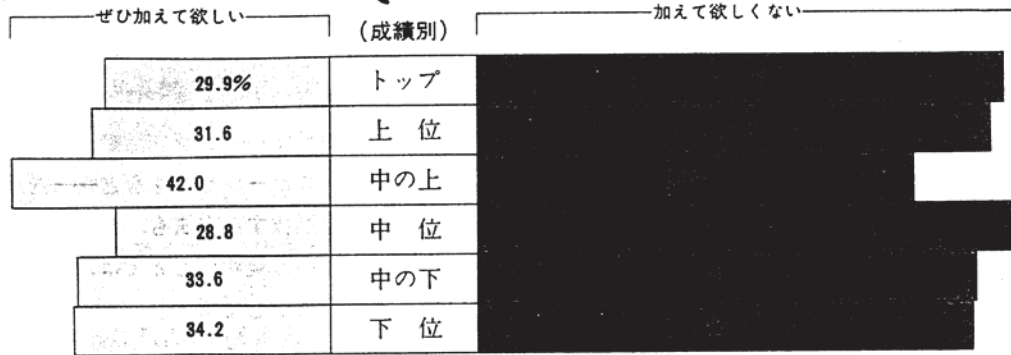 ぜひ加えて欲しい
(成績別)
加えて欲しくない
29.9% トップ
31.6 上 位
42.0 中の上
28.8 中 位
33.6 中の下
34.2 下 位